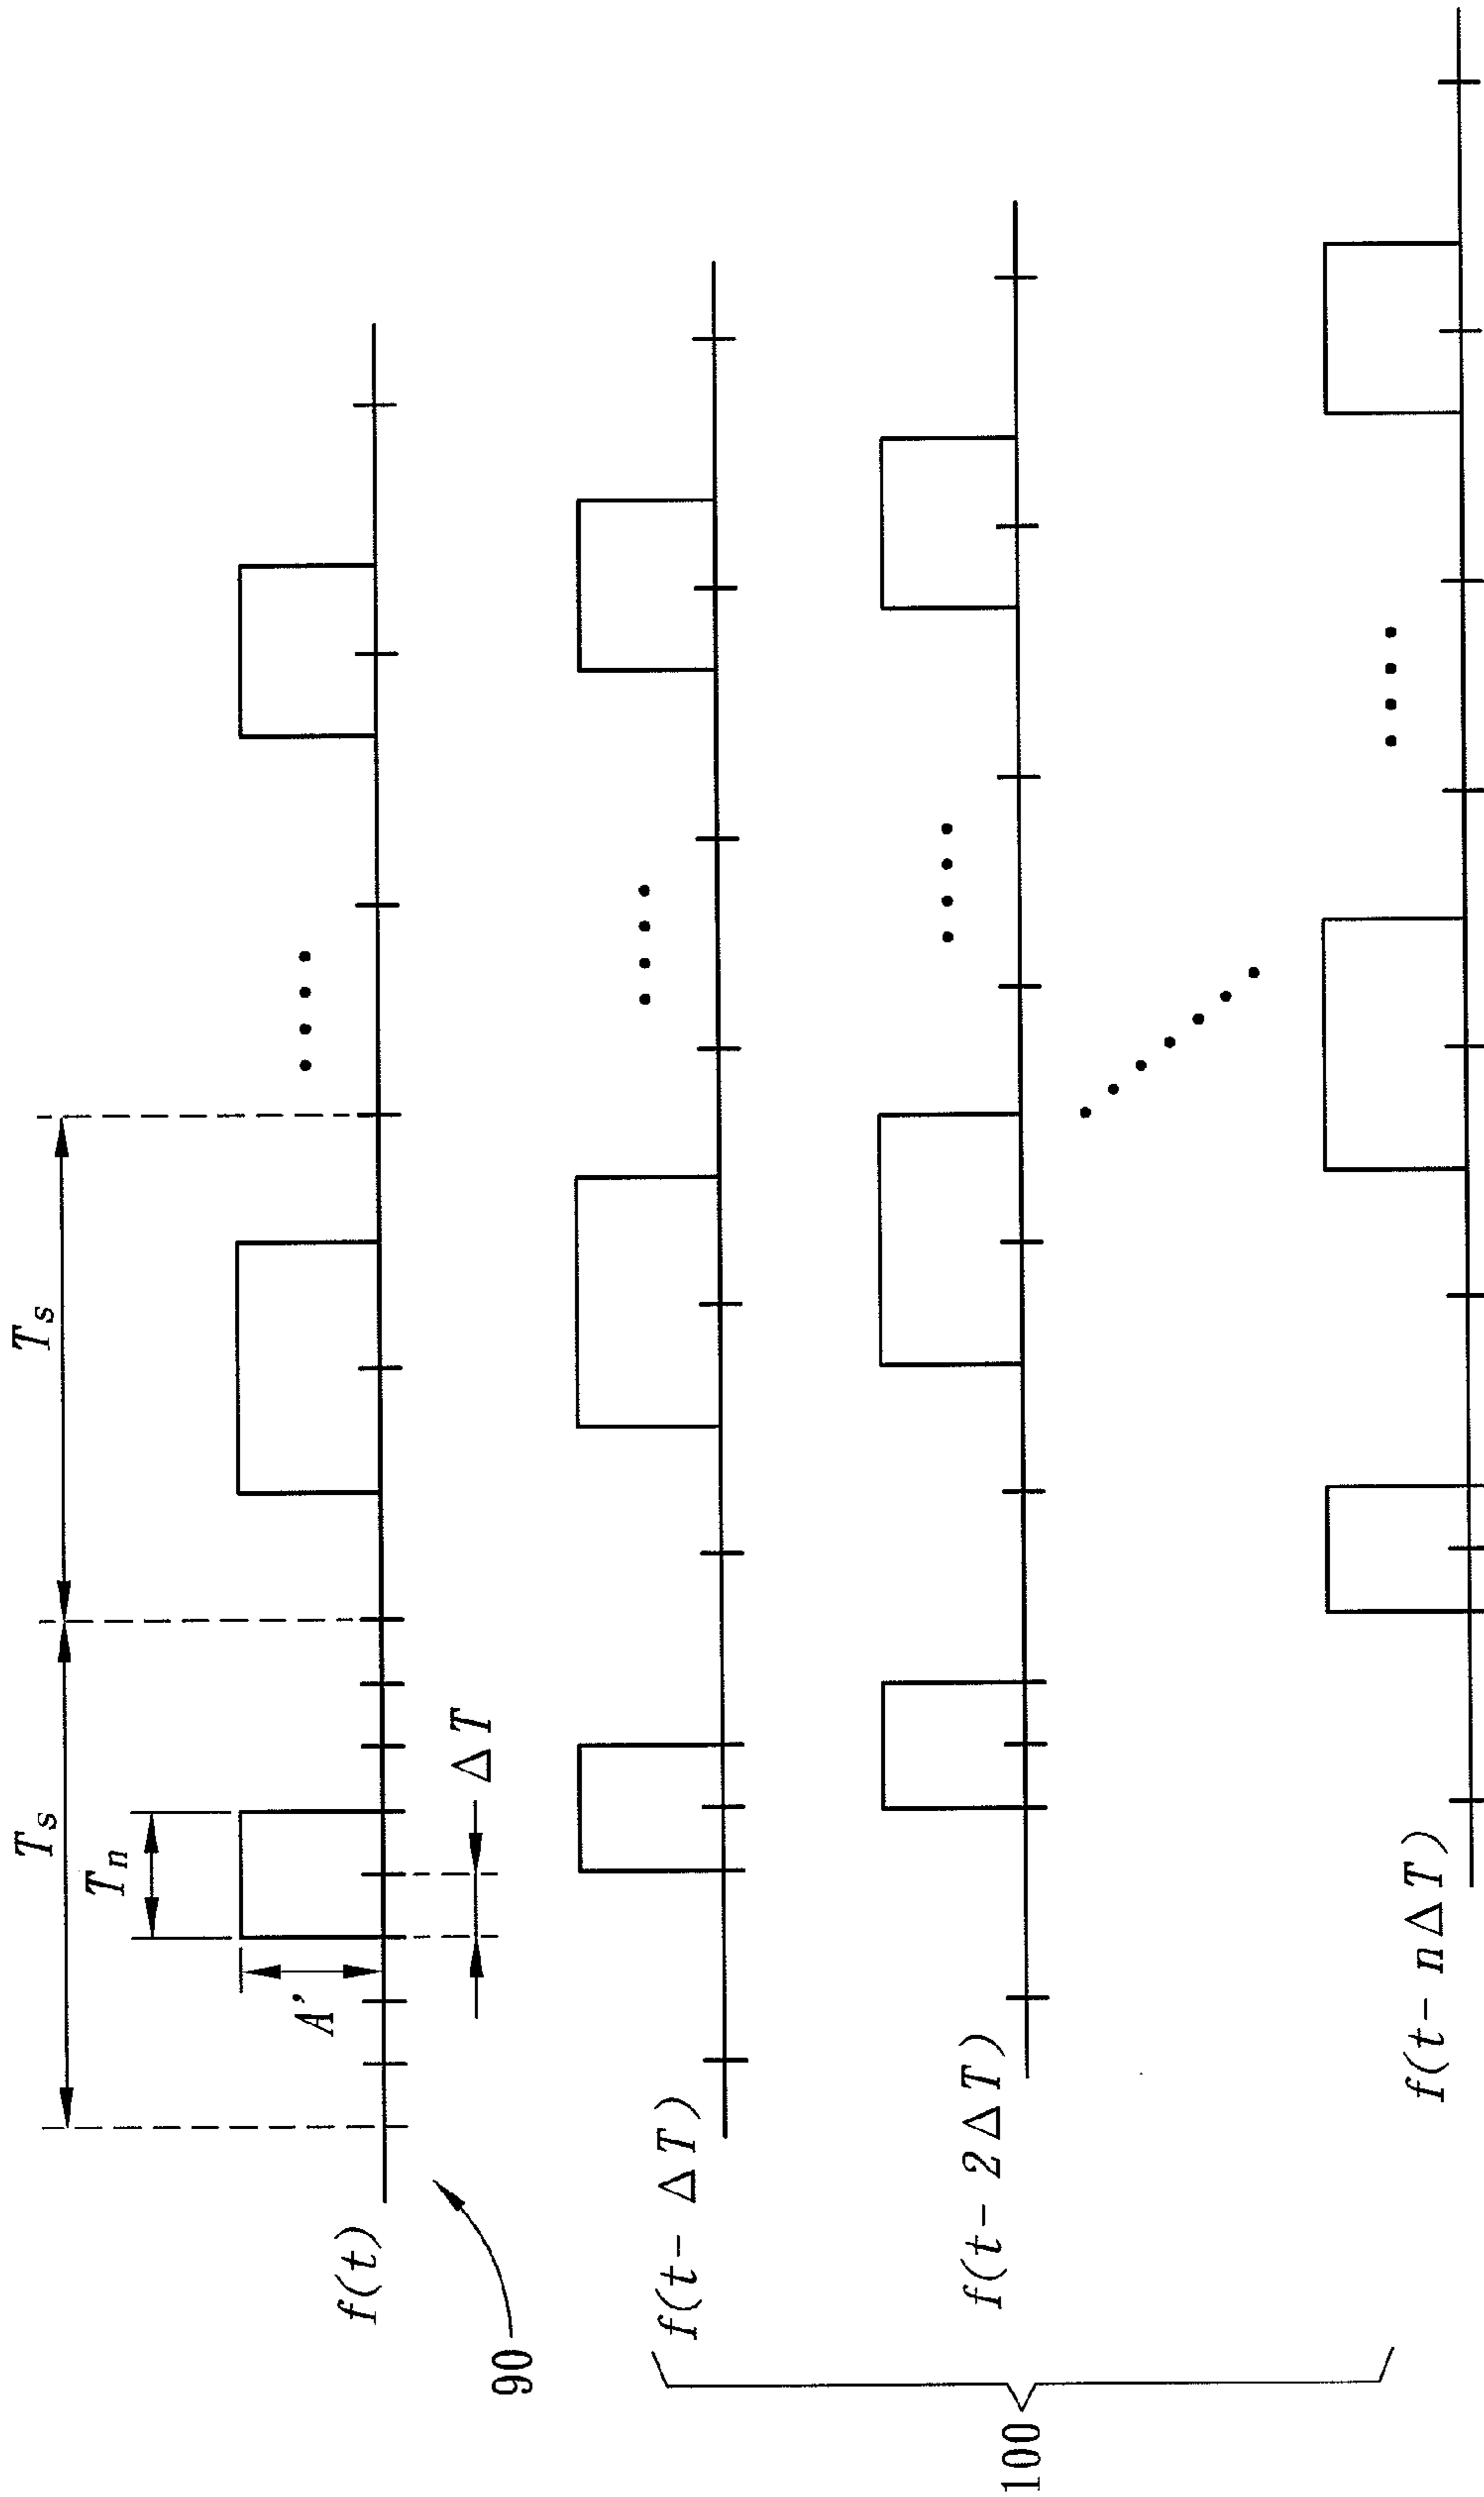 T_s
T_s
T_n
A'
ΔT
f(t)
90
f(t- ΔT)
f(t- 2ΔT)
f(t- nΔT)
100